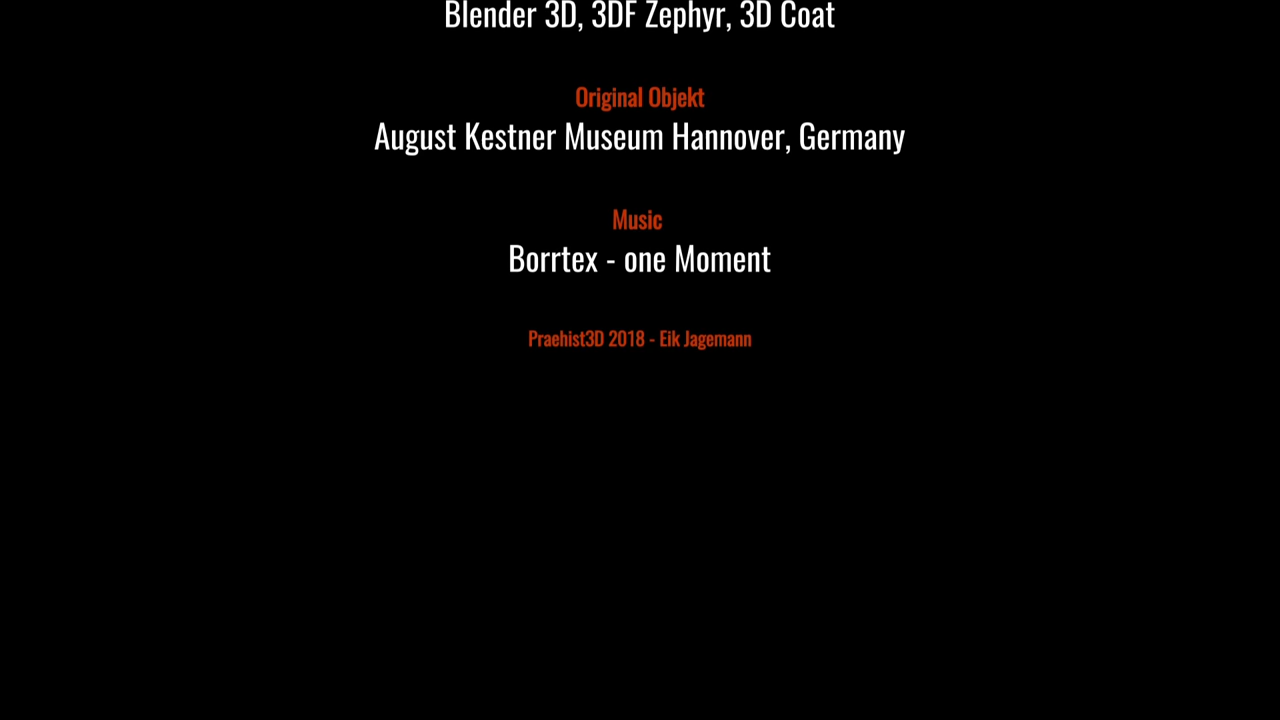 Blender 3D, 3DF Zephyr, 3D Coat
Original Objekt
August Kestner Museum Hannover, Germany
Music
Borrtex - one Moment
Praehist3D 2018 - Eik Jagemann